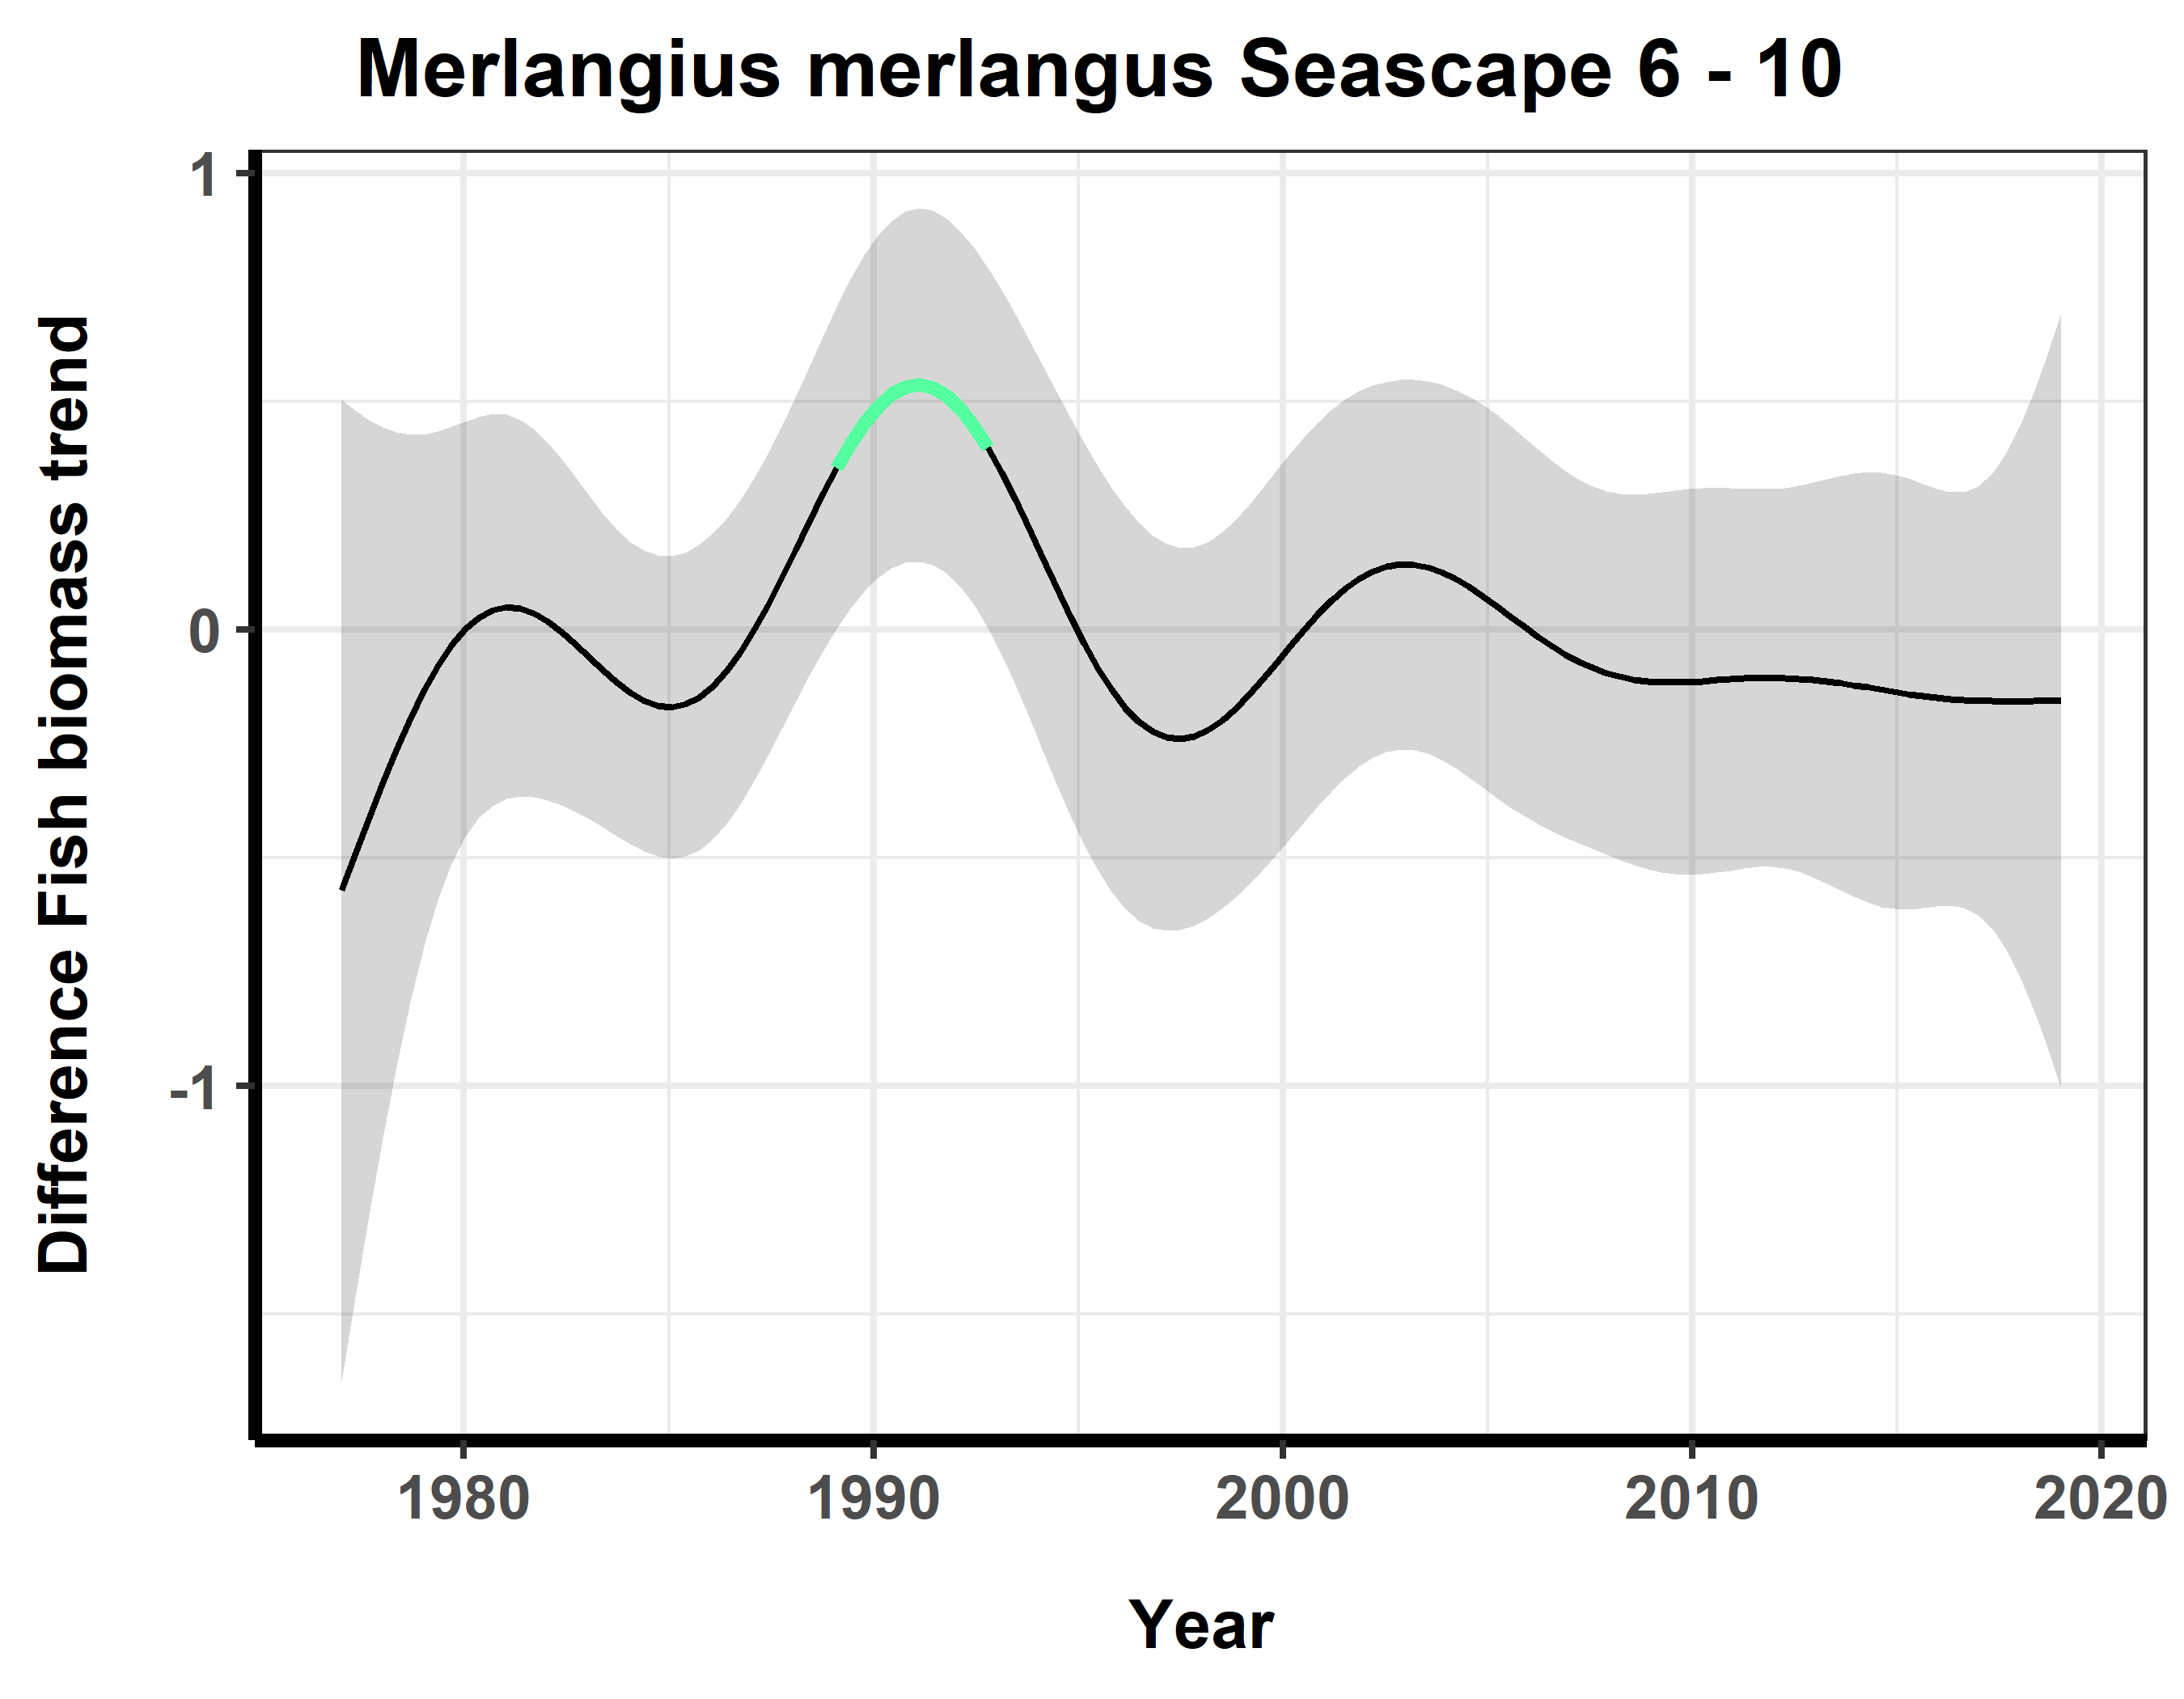 Merlangius merlangus Seascape 6 - 10
Difference Fish biomass trend
1
0
-1
1980 1990 2000 2010 2020
Year